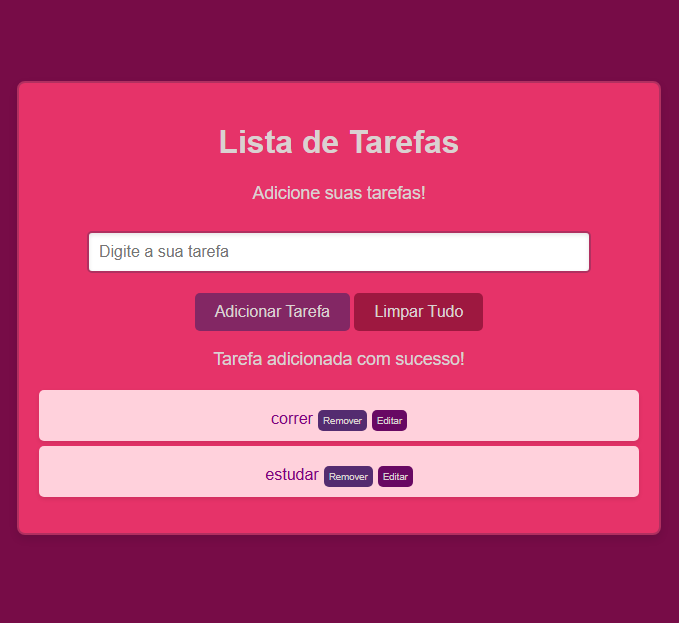 Lista de Tarefas
Adicione suas tarefas!
Digite a sua tarefa
Adicionar Tarefa Limpar Tudo
Tarefa adicionada com sucesso!
correr Remover Editar
estudar Remover Editar